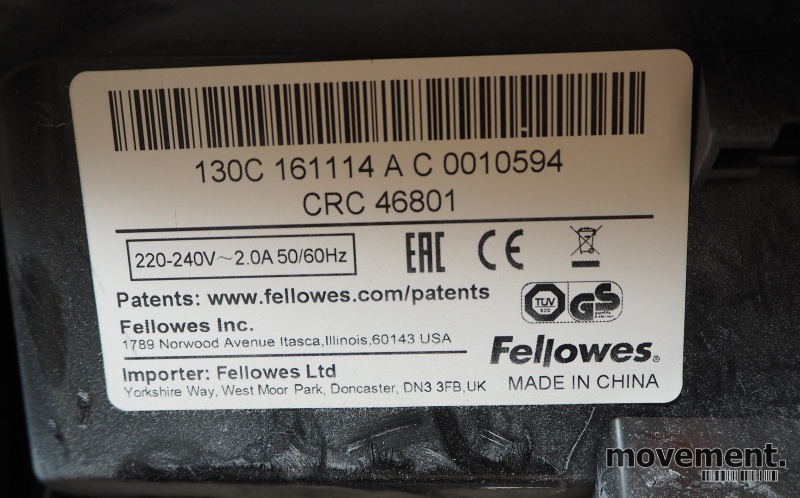 130C 161114 A C 0010594
CRC 46801
220-240V~2.0A 50/60Hz
EAC CE
Patents: www.fellowes.com/patents
TUV GS
Fellowes Inc.
1789 Norwood Avenue Itasca,Illinois,60143 USA
Fellowes®
Importer: Fellowes Ltd
Yorkshire Way, West Moor Park, Doncaster, DN3 3FB,UK
MADE IN CHINA
movement.